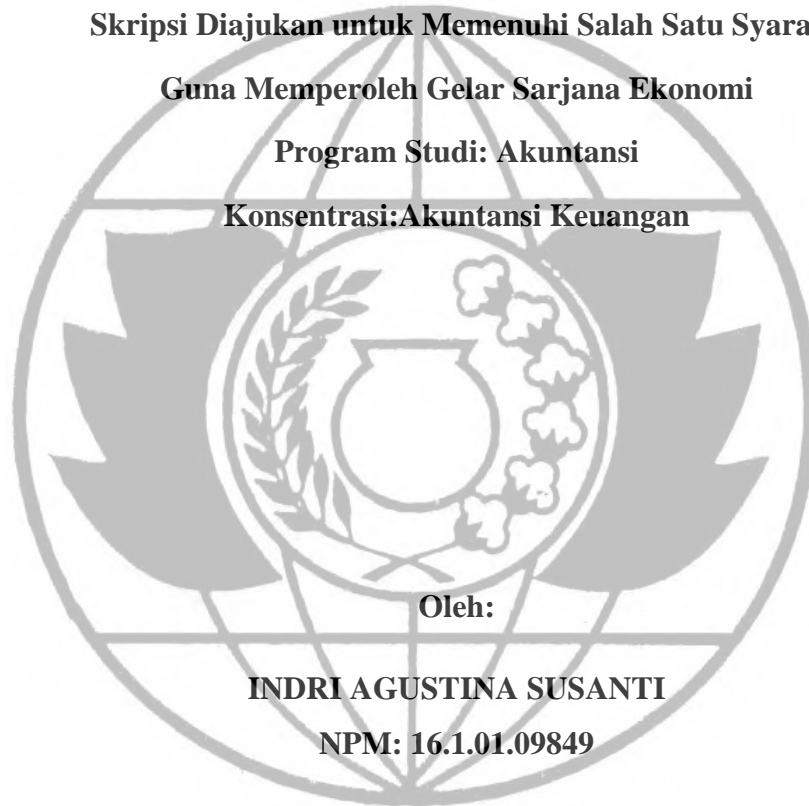 Skripsi Diajukan untuk Memenuhi Salah Satu Syara
Guna Memperoleh Gelar Sarjana Ekonomi
Program Studi: Akuntansi
Konsentrasi:Akuntansi Keuangan
Oleh:
INDRI AGUSTINA SUSANTI
NPM: 16.1.01.09849